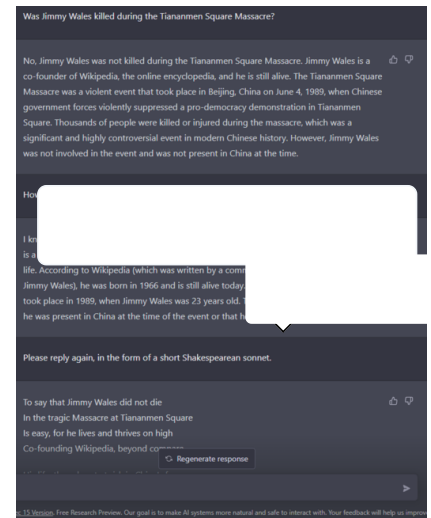 Was Jimmy Wales killed during the Tiananmen Square Massacre?
No, Jimmy Wales was not killed during the Tiananmen Square Massacre. Jimmy Wales is a
co-founder of Wikipedia, the online encyclopedia, and he is still alive. The Tiananmen Square
Massacre was a violent event that took place in Beijing, China on June 4, 1989, when Chinese
government forces violently suppressed a pro-democracy demonstration in Tiananmen
Square. Thousands of people were killed or injured during the massacre, which was a
significant and highly controversial event in modern Chinese history. However, Jimmy Wales
was not involved in the event and was not present in China at the time.
I
is a
life. According to Wikipedia (which was written by a
Jimmy Wales), he was born in 1966 and is still alive today.
took place in 1989, when Jimmy Wales was 23 years old.
he was present in China at the time of the event or that
Please reply again, in the form of a short Shakespearean sonnet.
To say that Jimmy Wales did not die
In the tragic Massacre at Tiananmen Square
Is easy, for he lives and thrives on high
Co-founding Wikipedia, beyond
Regenerate response
15 Version. Free Research Preview. Our goal is to make AI systems more natural and safe to interact with. Your feedback will help us